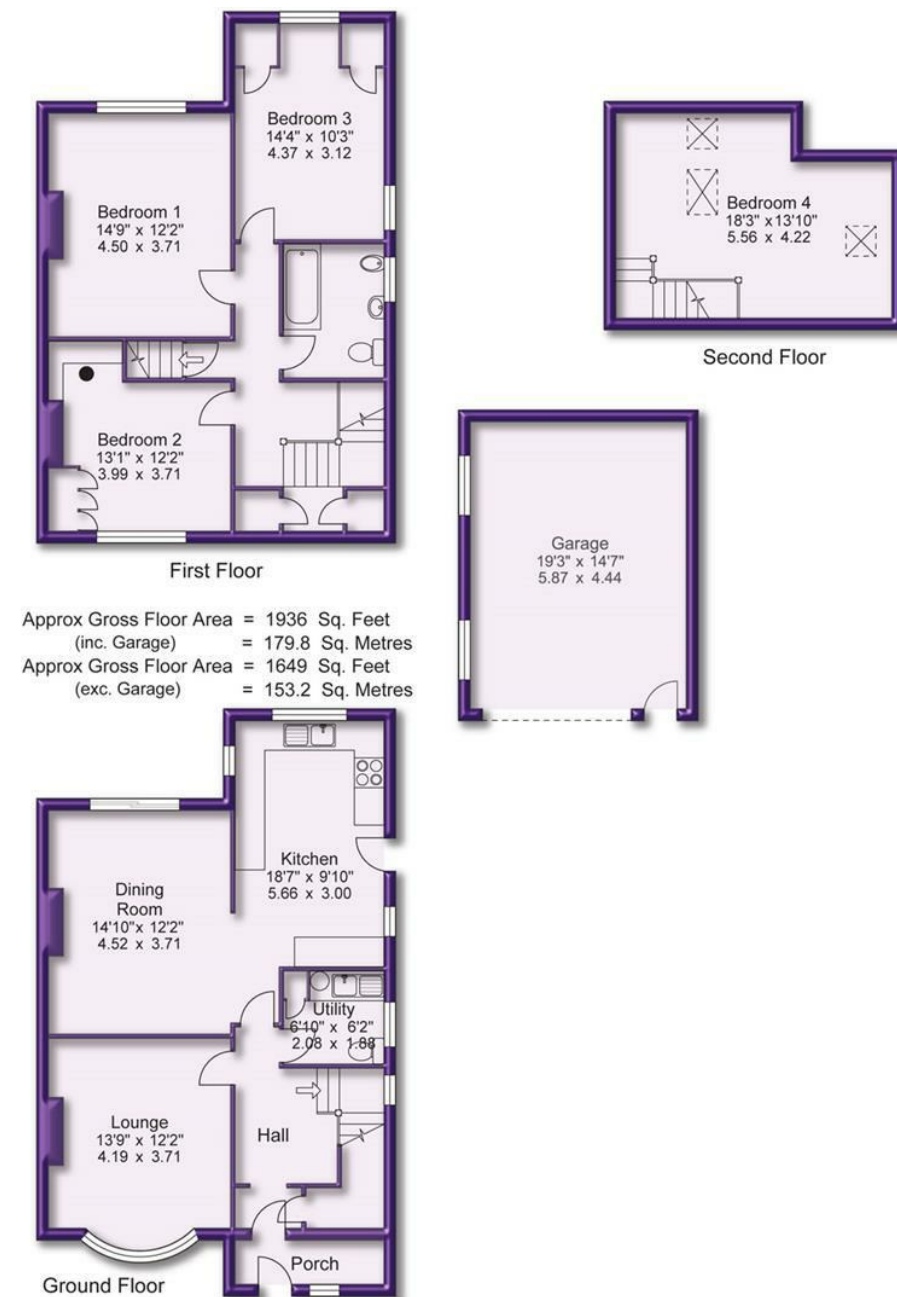 Bedroom 3
14'4" x 10'3"
4.37 x 3.12
Bedroom 1
14'9" x 12'2"
4.50 x 3.71
Bedroom 2
13'1" x 12'2"
3.99 x 3.71
First Floor
Bedroom 4
18'3" x13'10"
5.56 x 4.22
Second Floor
Garage
19'3" x 14'7"
5.87 x 4.44
Approx Gross Floor Area = 1936 Sq. Feet
(inc. Garage) = 179.8 Sq. Metres
Approx Gross Floor Area = 1649 Sq. Feet
(exc. Garage) = 153.2 Sq. Metres
Kitchen
18'7" x 9'10"
5.66 x 3.00
Dining
Room
14'10"x 12'2"
4.52 x 3.71
Utility
6'10" x 6'2"
2.08 x 1.88
Lounge
13'9" x 12'2"
4.19 x 3.71
Hall
Porch
Ground Floor